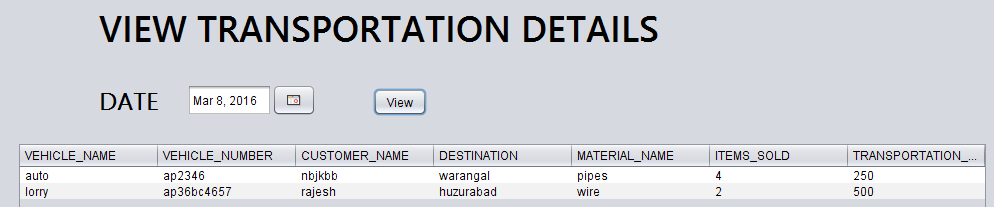 VIEW TRANSPORTATION DETAILS
DATE Mar 8, 2016 View
VEHICLE_NAME VEHICLE_NUMBER CUSTOMER_NAME DESTINATION MATERIAL_NAME ITEMS_SOLD TRANSPORTATION_...
auto ap2346 nbjkbb warangal pipes 4 250
lorry ap36bc4657 rajesh huzurabad wire 2 500